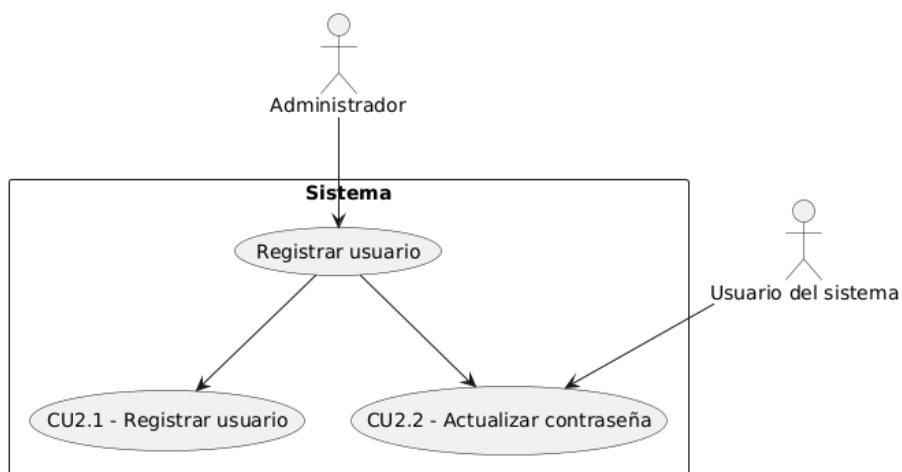 Administrador
Sistema
Registrar usuario
Usuario del sistema
CU2.1 - Registrar usuario
CU2.2 - Actualizar contraseña